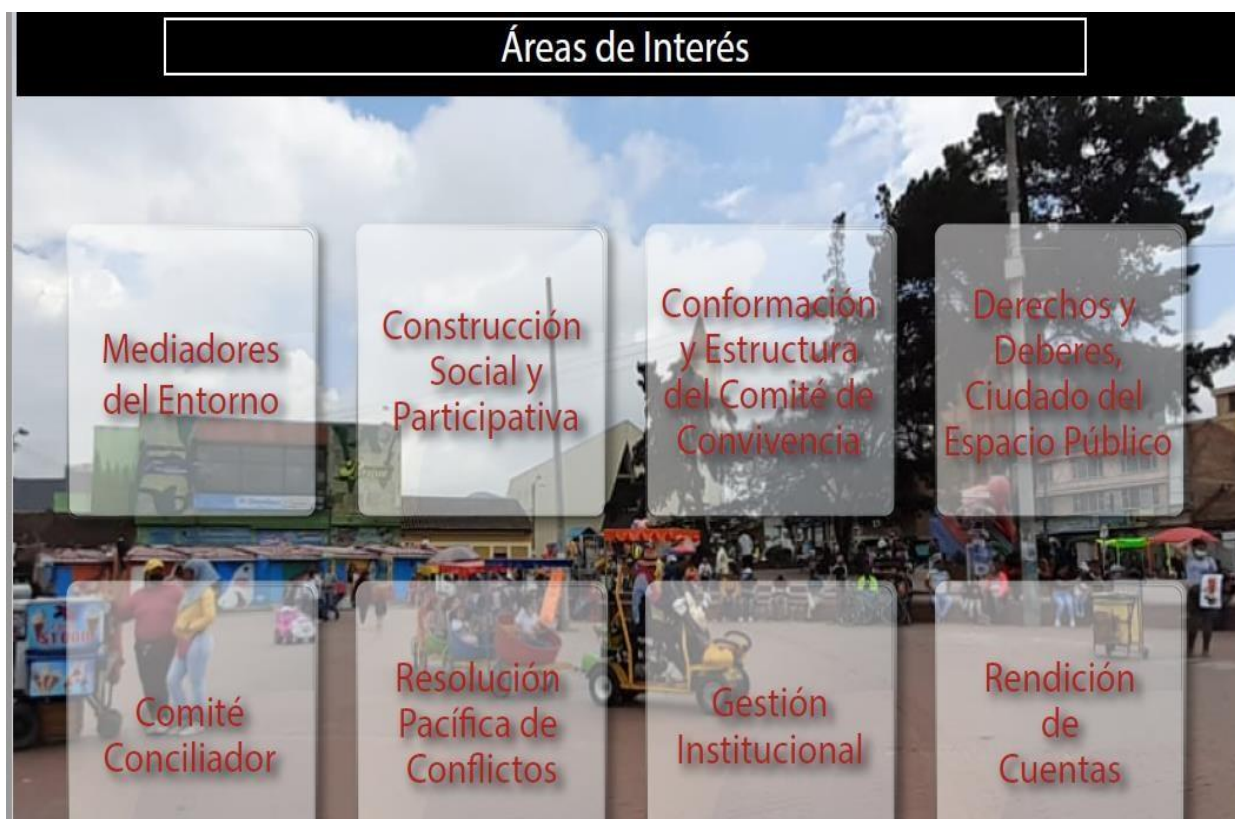 Áreas de Interés
Mediadores
del Entorno
Construcción
Social y
Participativa
Conformación
y Estructura
del Comité de
Convivencia
Derechos y
Deberes,
Ciudado del
Espacio Público
Comité
Conciliador
Resolución
Pacífica de
Conflictos
Gestión
Institucional
Rendición
de
Cuentas